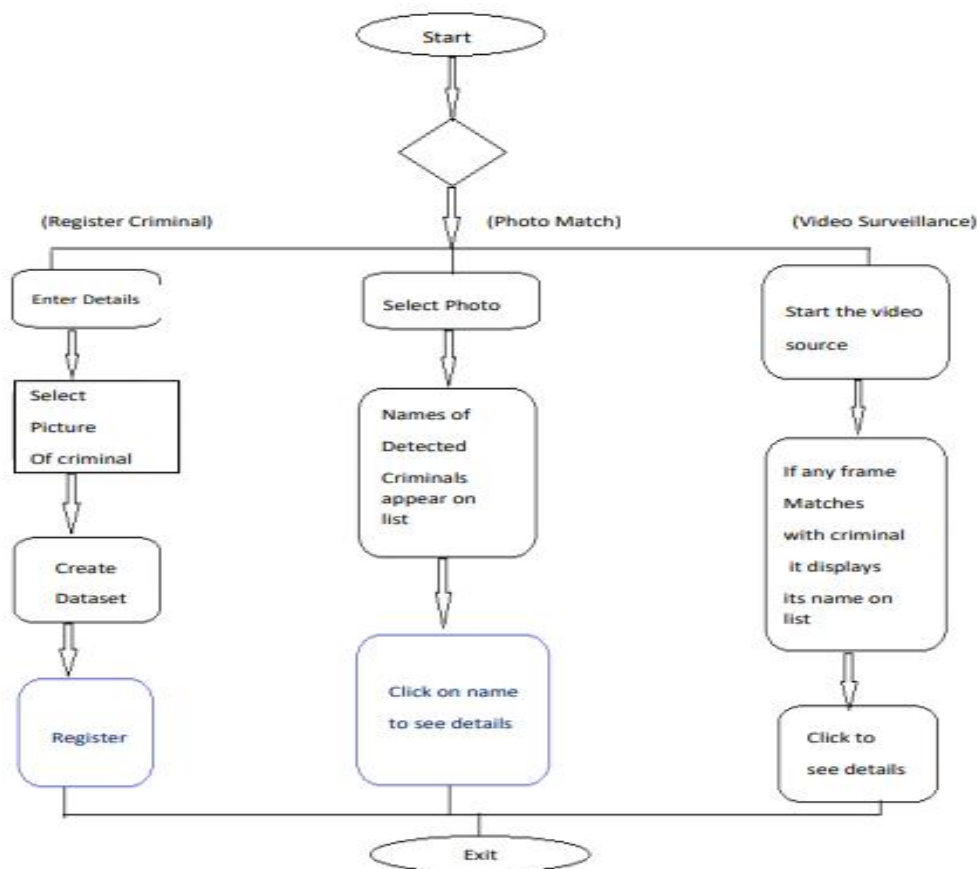 Start
(Register Criminal)
(Photo Match)
(Video Surveillance)
Enter Details
Select
Picture
Of criminal
Create
Dataset
Register
Select Photo
Names of
Detected
Criminals
appear on
list
Click on name
to see details
Start the video
source
If any frame
Matches
with criminal
it displays
its name on
list
Click to
see details
Exit